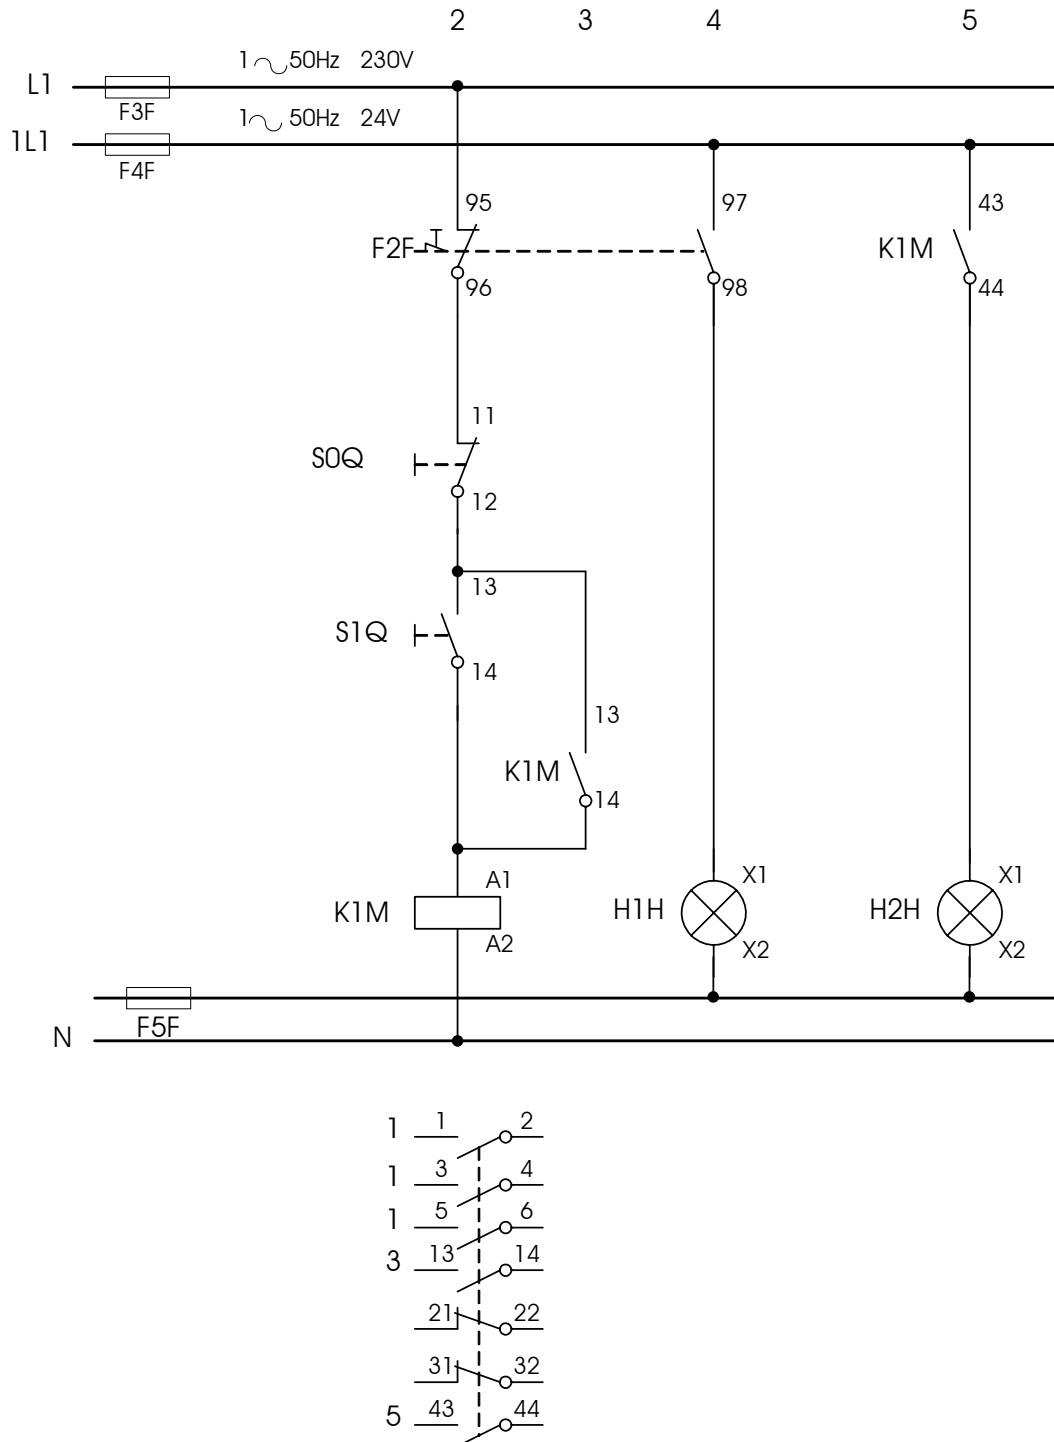 2 3 4 5
1 50Hz 230V
L1
F3F
1 50Hz 24V
1L1
F4F
95 97 43
F2F K1M
96 98 44
11
S0Q
12
13
S1Q
14
13
K1M
14
A1 X1 X1
K1M H1H H2H
A2 X2 X2
F5F
N
1 1 2
1 3 4
1 5 6
3 13 14
21 22
31 32
5 43 44